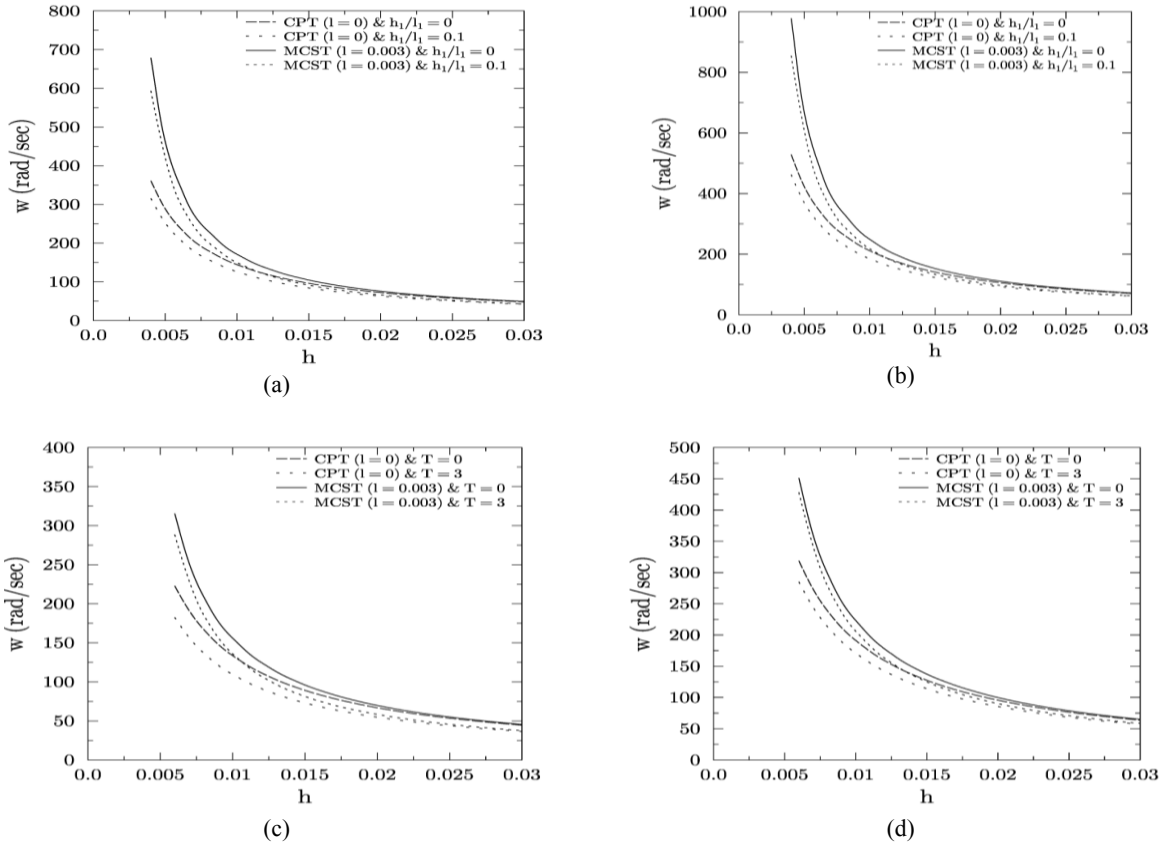 CPT (l = 0) & h₁/l₁ = 0
CPT (l = 0) & h₁/l₁ = 0.1
MCST (l = 0.003) & h₁/l₁ = 0
MCST (l = 0.003) & h₁/l₁ = 0.1
800
700
600
500
400
300
200
100
0
w (rad/sec)
0.0 0.005 0.01 0.015 0.02 0.025 0.03
h
(a)
CPT (l = 0) & h₁/l₁ = 0
CPT (l = 0) & h₁/l₁ = 0.1
MCST (l = 0.003) & h₁/l₁ = 0
MCST (l = 0.003) & h₁/l₁ = 0.1
1000
800
600
400
200
0
w (rad/sec)
0.0 0.005 0.01 0.015 0.02 0.025 0.03
h
(b)
CPT (l = 0) & T = 0
CPT (l = 0) & T = 3
MCST (l = 0.003) & T = 0
MCST (l = 0.003) & T = 3
400
350
300
250
200
150
100
50
0
w (rad/sec)
0.0 0.005 0.01 0.015 0.02 0.025 0.03
h
(c)
CPT (l = 0) & T = 0
CPT (l = 0) & T = 3
MCST (l = 0.003) & T = 0
MCST (l = 0.003) & T = 3
500
450
400
350
300
250
200
150
100
50
0
w (rad/sec)
0.0 0.005 0.01 0.015 0.02 0.025 0.03
h
(d)